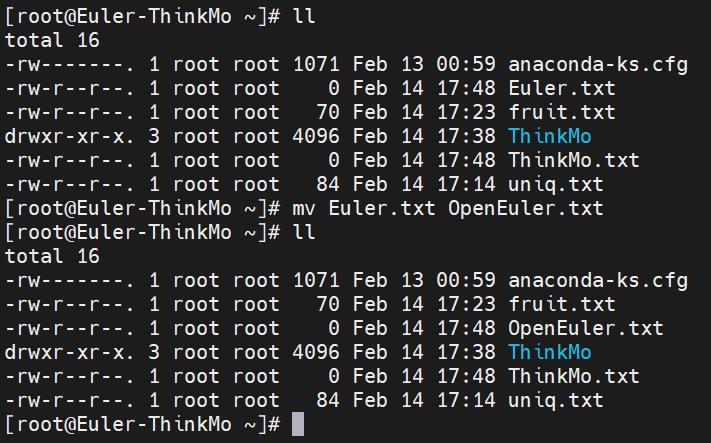 [root@Euler-ThinkMo ~]# ll
total 16
-rw-------. 1 root root 1071 Feb 13 00:59 anaconda-ks.cfg
-rw-r--r--. 1 root root    0 Feb 14 17:48 Euler.txt
-rw-r--r--. 1 root root   70 Feb 14 17:23 fruit.txt
drwxr-xr-x. 3 root root 4096 Feb 14 17:38 ThinkMo
-rw-r--r--. 1 root root    0 Feb 14 17:48 ThinkMo.txt
-rw-r--r--. 1 root root   84 Feb 14 17:14 uniq.txt
[root@Euler-ThinkMo ~]# mv Euler.txt OpenEuler.txt
[root@Euler-ThinkMo ~]# ll
total 16
-rw-------. 1 root root 1071 Feb 13 00:59 anaconda-ks.cfg
-rw-r--r--. 1 root root   70 Feb 14 17:23 fruit.txt
-rw-r--r--. 1 root root    0 Feb 14 17:48 OpenEuler.txt
drwxr-xr-x. 3 root root 4096 Feb 14 17:38 ThinkMo
-rw-r--r--. 1 root root    0 Feb 14 17:48 ThinkMo.txt
-rw-r--r--. 1 root root   84 Feb 14 17:14 uniq.txt
[root@Euler-ThinkMo ~]#